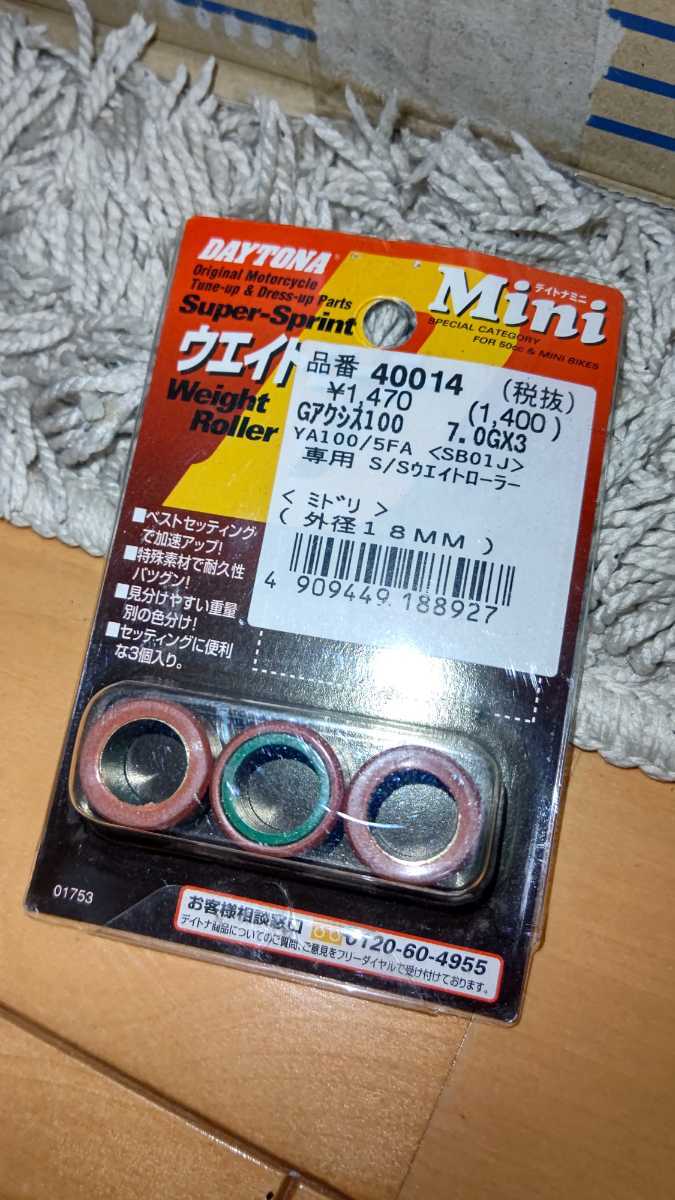 DAYTONA
Original Motorcycle
Tune-up & Dress-up Parts
Super-Sprint
ウエイト
Weight
Roller
デイトナミニ
Mini
SPECIAL CATEGORY
FOR 50cc & MINI BIKES
品番 40014 (税抜)
¥1,470 (1,400)
Gアクシス100 7.0GX3
YA100/5FA <SB01J>
専用 S/Sウエイトローラー
< ミドリ >
( 外径18MM )
4 909449 188927
■ベストセッティング
で加速アップ!
■特殊素材で耐久性
バツグン!
■見分けやすい重量
別の色分け!
■セッティングに便利
な3個入り。
01753
お客様相談窓口 0120-60-4955
デイトナ商品についてのご質問、ご意見をフリーダイヤルで受け付けております。